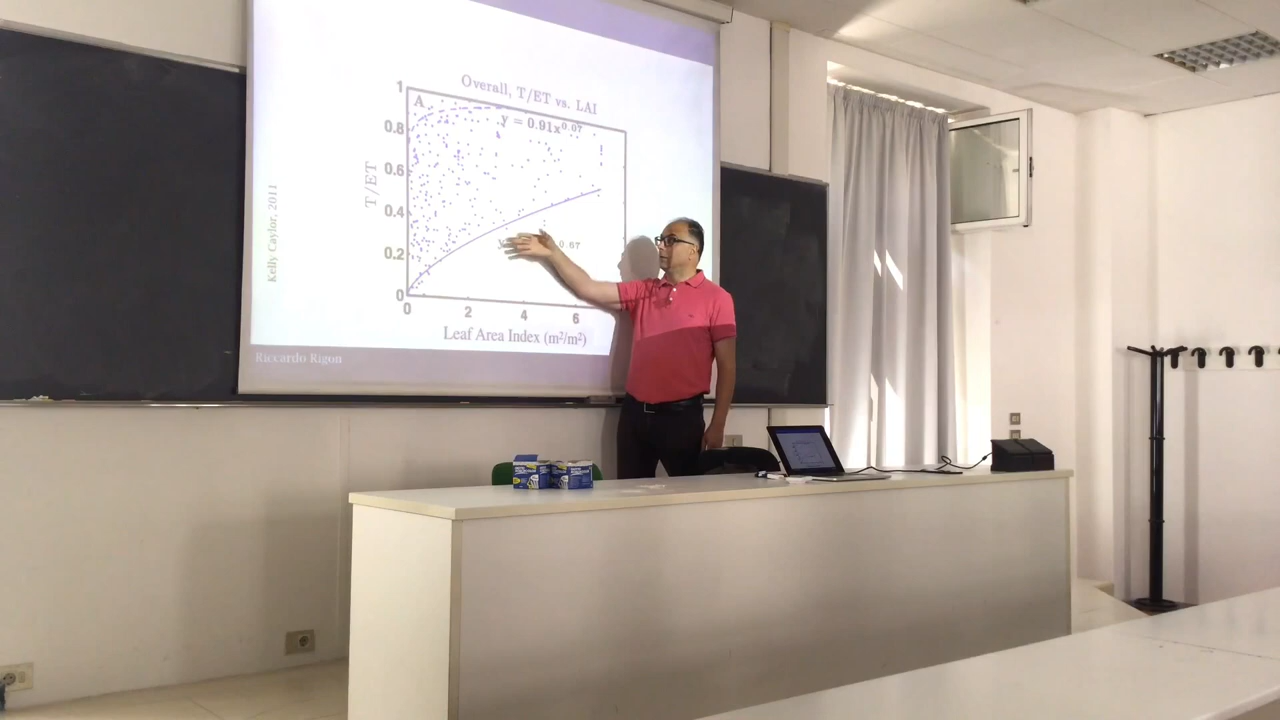 Overall, T/ET vs. LAI
A
y = 0.91x^0.07
1
0.8
0.6
0.4
0.2
0
T/ET
0.67
0 2 4 6
Leaf Area Index (m²/m²)
Kelly Caylor, 2011
Riccardo Rigon